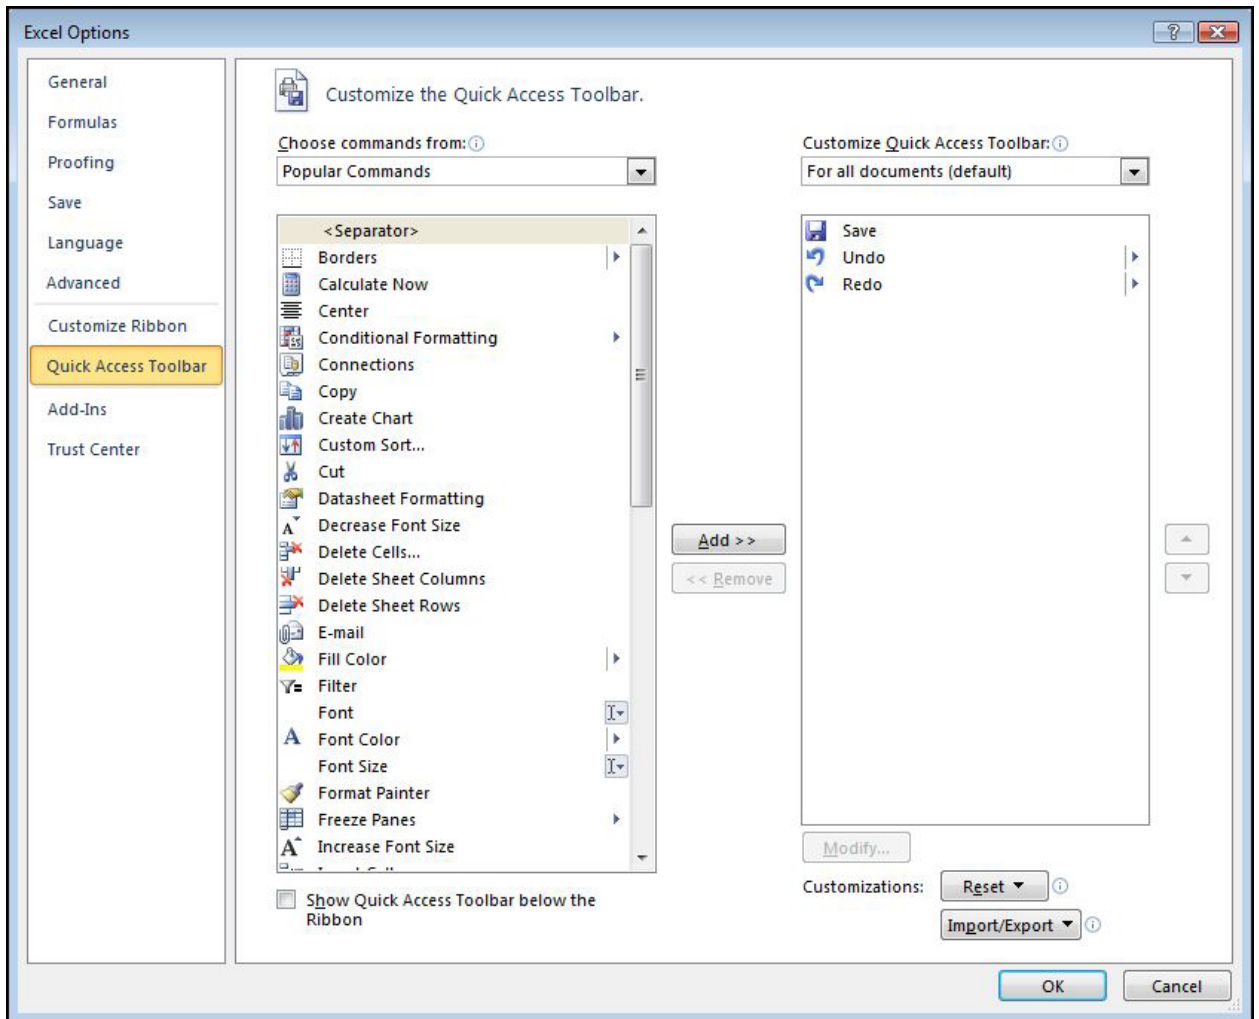 Excel Options
General
Formulas
Proofing
Save
Language
Advanced
Customize Ribbon
Quick Access Toolbar
Add-Ins
Trust Center
Customize the Quick Access Toolbar.
Choose commands from:
Popular Commands
<Separator>
Borders
Calculate Now
Center
Conditional Formatting
Connections
Copy
Create Chart
Custom Sort...
Cut
Datasheet Formatting
Decrease Font Size
Delete Cells...
Delete Sheet Columns
Delete Sheet Rows
E-mail
Fill Color
Filter
Font
Font Color
Font Size
Format Painter
Freeze Panes
Increase Font Size
Show Quick Access Toolbar below the
Ribbon
Add >>
<< Remove
Customize Quick Access Toolbar:
For all documents (default)
Save
Undo
Redo
Modify...
Customizations:
Reset
Import/Export
OK
Cancel